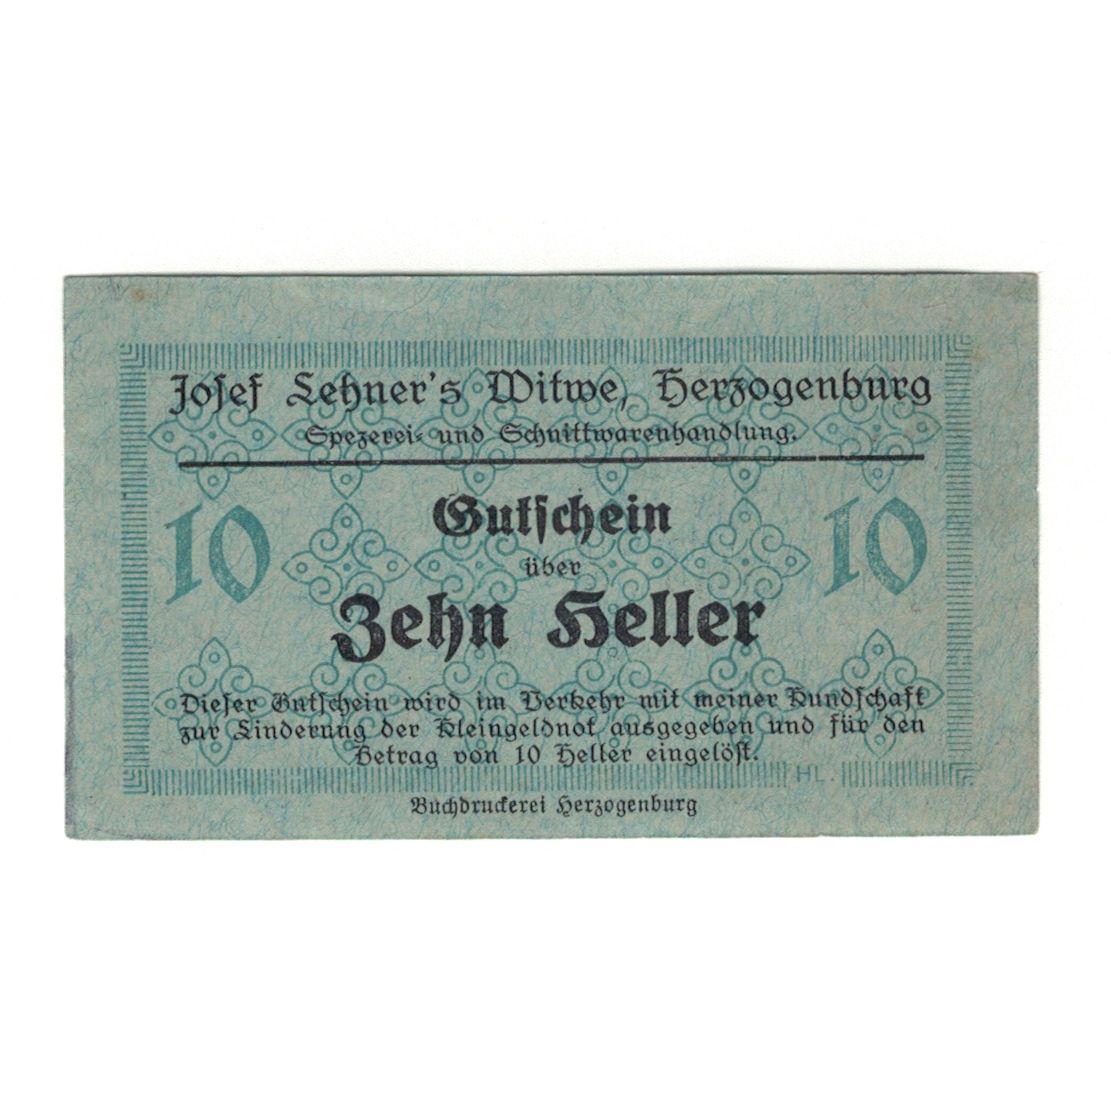 Josef Lehner's Witwe, Herzogenburg
Spezerei- und Schnittwarenhandlung.
10 Gutschein 10
über
Zehn Heller
Dieser Gutschein wird im Verkehr mit meiner Kundschaft
zur Linderung der Kleingeldnot ausgegeben und für den
Betrag von 10 Heller eingelöst.
HL
Buchdruckerei Herzogenburg